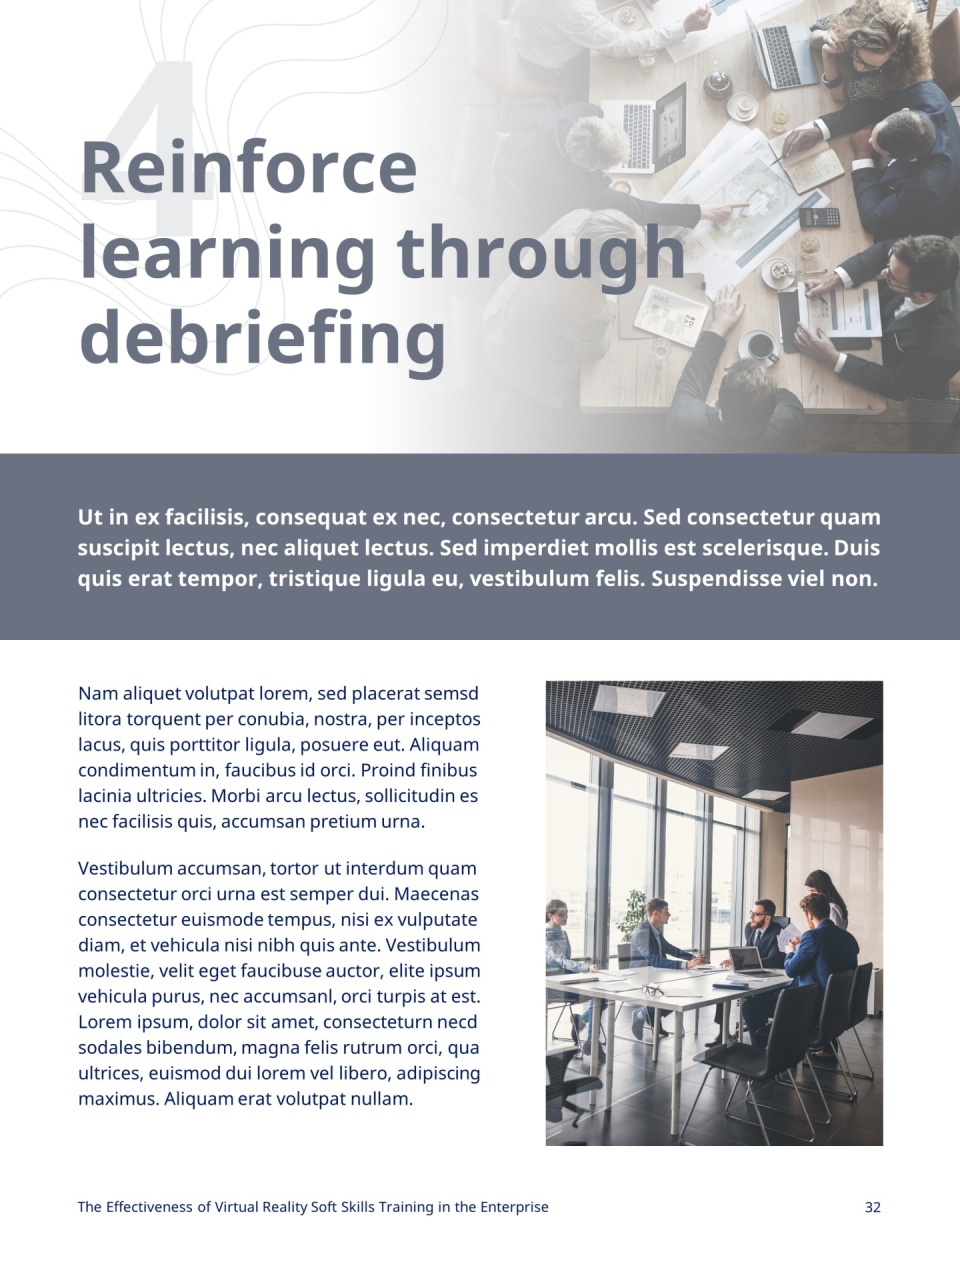 4
Reinforce
learning through
debriefing
Ut in ex facilisis, consequat ex nec, consectetur arcu. Sed consectetur quam
suscipit lectus, nec aliquet lectus. Sed imperdiet mollis est scelerisque. Duis
quis erat tempor, tristique ligula eu, vestibulum felis. Suspendisse viel non.
Nam aliquet volutpat lorem, sed placerat semsd
litora torquent per conubia, nostra, per inceptos
lacus, quis porttitor ligula, posuere eut. Aliquam
condimentum in, faucibus id orci. Proind finibus
lacinia ultricies. Morbi arcu lectus, sollicitudin es
nec facilisis quis, accumsan pretium urna.
Vestibulum accumsan, tortor ut interdum quam
consectetur orci urna est semper dui. Maecenas
consectetur euismode tempus, nisi ex vulputate
diam, et vehicula nisi nibh quis ante. Vestibulum
molestie, velit eget faucibuse auctor, elite ipsum
vehicula purus, nec accumsanl, orci turpis at est.
Lorem ipsum, dolor sit amet, consecteturn necd
sodales bibendum, magna felis rutrum orci, qua
ultrices, euismod dui lorem vel libero, adipiscing
maximus. Aliquam erat volutpat nullam.
The Effectiveness of Virtual Reality Soft Skills Training in the Enterprise
32